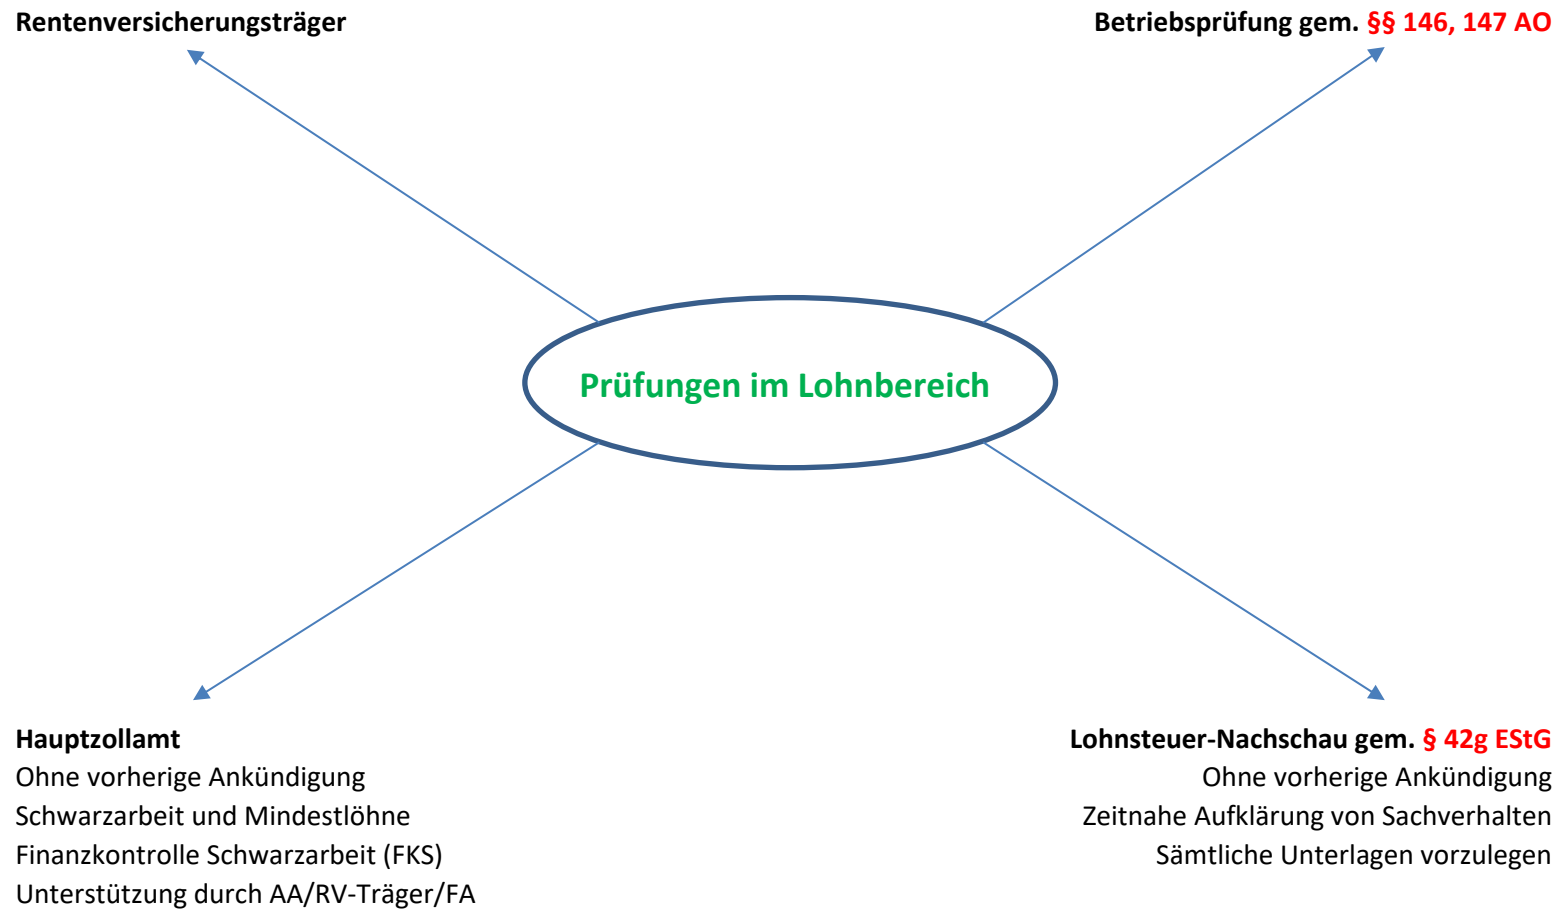 Rentenversicherungsträger
Betriebsprüfung gem. §§ 146, 147 AO
Prüfungen im Lohnbereich
Hauptzollamt
Ohne vorherige Ankündigung
Schwarzarbeit und Mindestlöhne
Finanzkontrolle Schwarzarbeit (FKS)
Unterstützung durch AA/RV-Träger/FA
Lohnsteuer-Nachschau gem. § 42g EStG
Ohne vorherige Ankündigung
Zeitnahe Aufklärung von Sachverhalten
Sämtliche Unterlagen vorzulegen